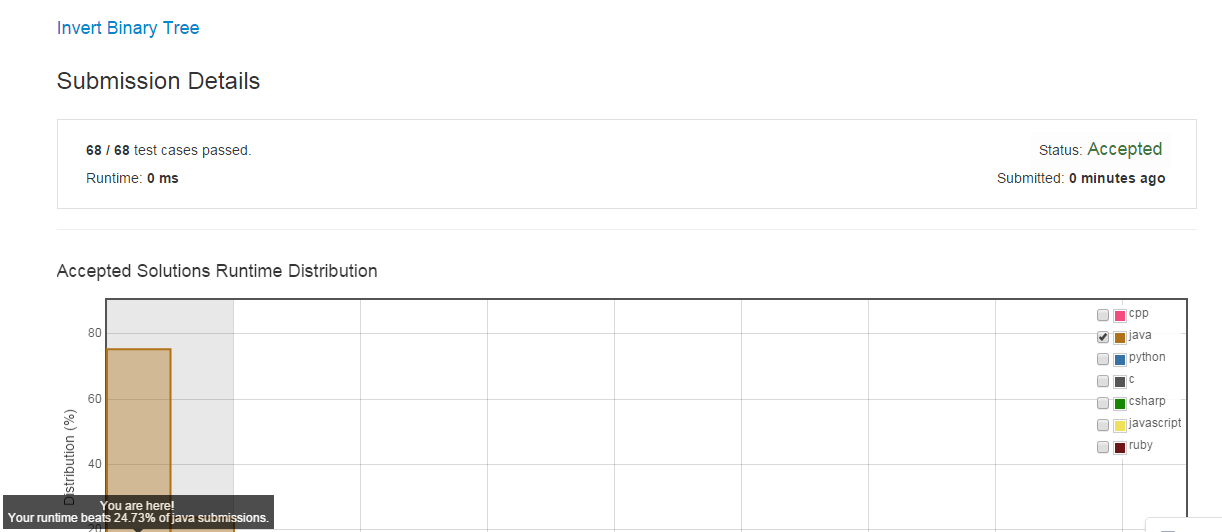 Invert Binary Tree
Submission Details
68 / 68 test cases passed.
Status: Accepted
Runtime: 0 ms
Submitted: 0 minutes ago
Accepted Solutions Runtime Distribution
cpp
java
python
c
csharp
javascript
ruby
80
60
40
20
Distribution (%)
You are here!
Your runtime beats 24.73% of java submissions.